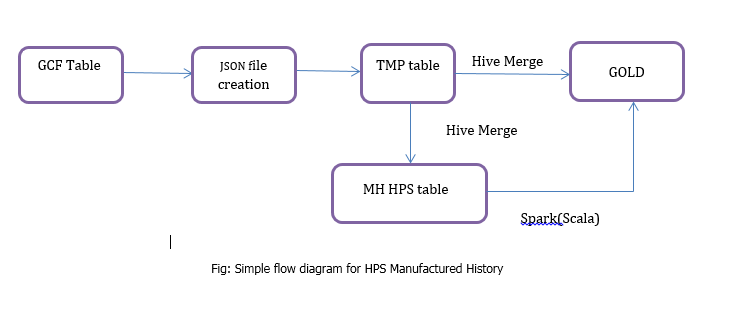 GCF Table
JSON file
creation
TMP table
Hive Merge
GOLD
Hive Merge
MH HPS table
Spark(Scala)
Fig: Simple flow diagram for HPS Manufactured History